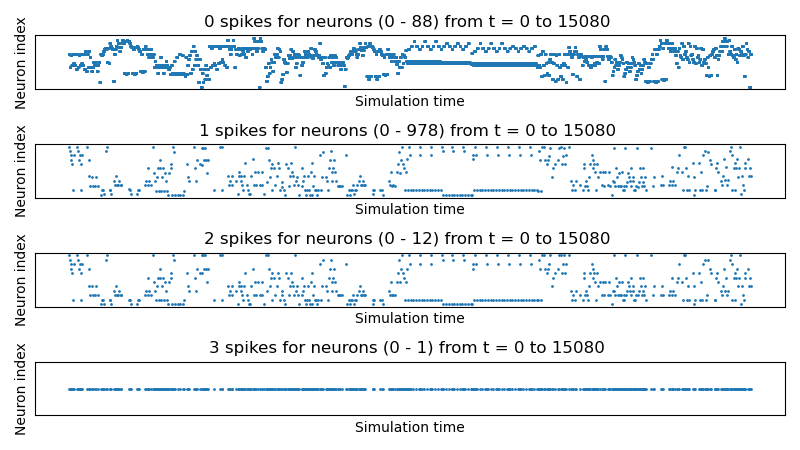 0 spikes for neurons (0 - 88) from t = 0 to 15080
Neuron index
Simulation time
1 spikes for neurons (0 - 978) from t = 0 to 15080
Neuron index
Simulation time
2 spikes for neurons (0 - 12) from t = 0 to 15080
Neuron index
Simulation time
3 spikes for neurons (0 - 1) from t = 0 to 15080
Neuron index
Simulation time